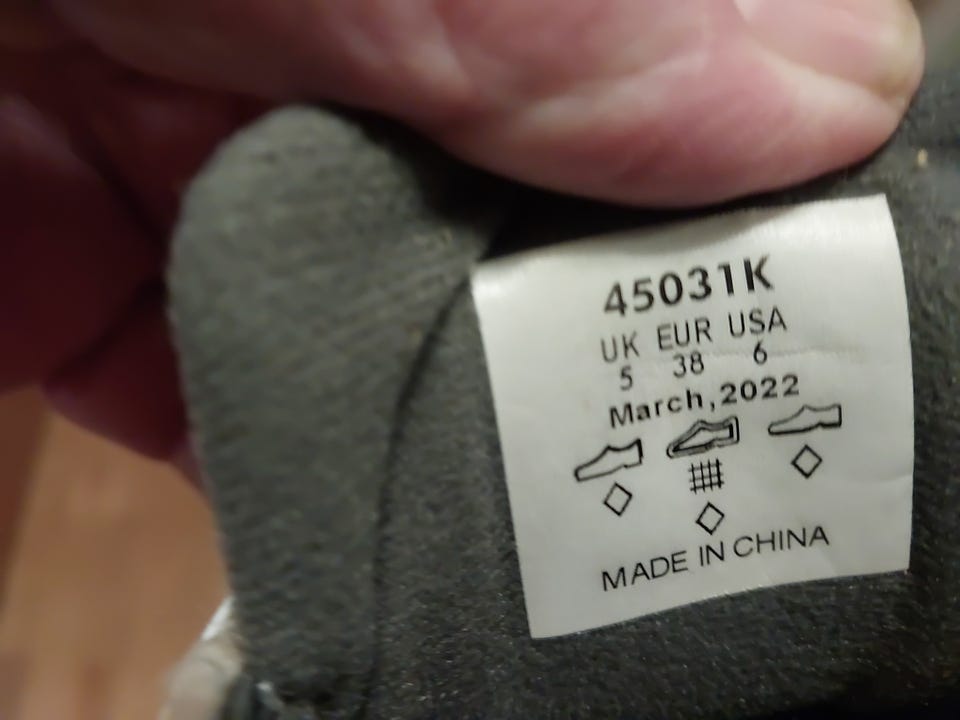 45031K
UK EUR USA
5 38 6
March,2022
MADE IN CHINA